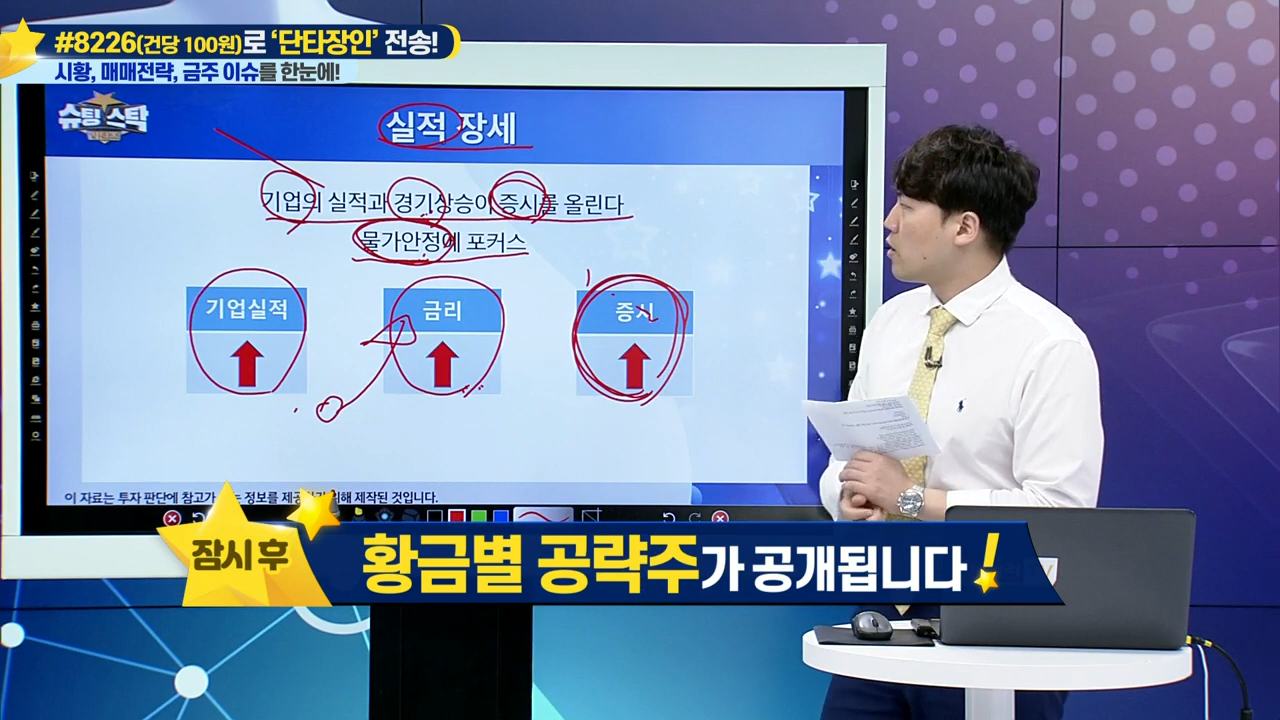 #8226(건당 100원)로 ‘단타장인’ 전송!
시황, 매매전략, 금주 이슈를 한눈에!
슈팅 스탁
실적 장세
기업의 실적과 경기상승이 증시를 올린다
물가안정에 포커스
기업실적
금리
증시
이 자료는 투자 판단에 참고가 되는 정보를 제공하기 위해 제작된 것입니다.
잠시 후
황금별 공략주가 공개됩니다!